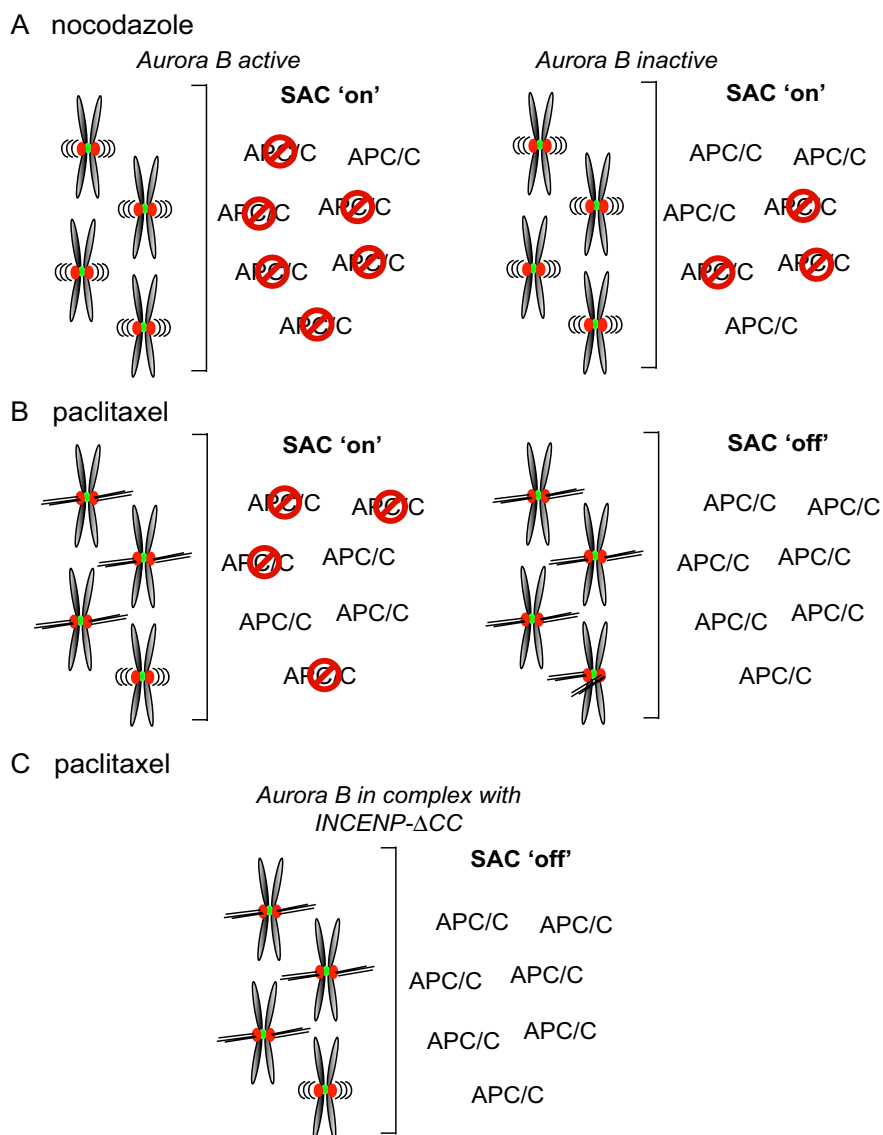 A nocodazole
Aurora B active
Aurora B inactive
SAC ‘on’
SAC ‘on’
APC/C APC/C
APC/C APC/C
APC/C APC/C
APC/C
APC/C APC/C
APC/C APC/C
APC/C APC/C
APC/C
B paclitaxel
SAC ‘on’
SAC ‘off’
APC/C APC/C
APC/C APC/C
APC/C APC/C
APC/C
APC/C APC/C
APC/C APC/C
APC/C APC/C
APC/C
C paclitaxel
Aurora B in complex with
INCENP-ΔCC
SAC ‘off’
APC/C APC/C
APC/C APC/C
APC/C APC/C
APC/C